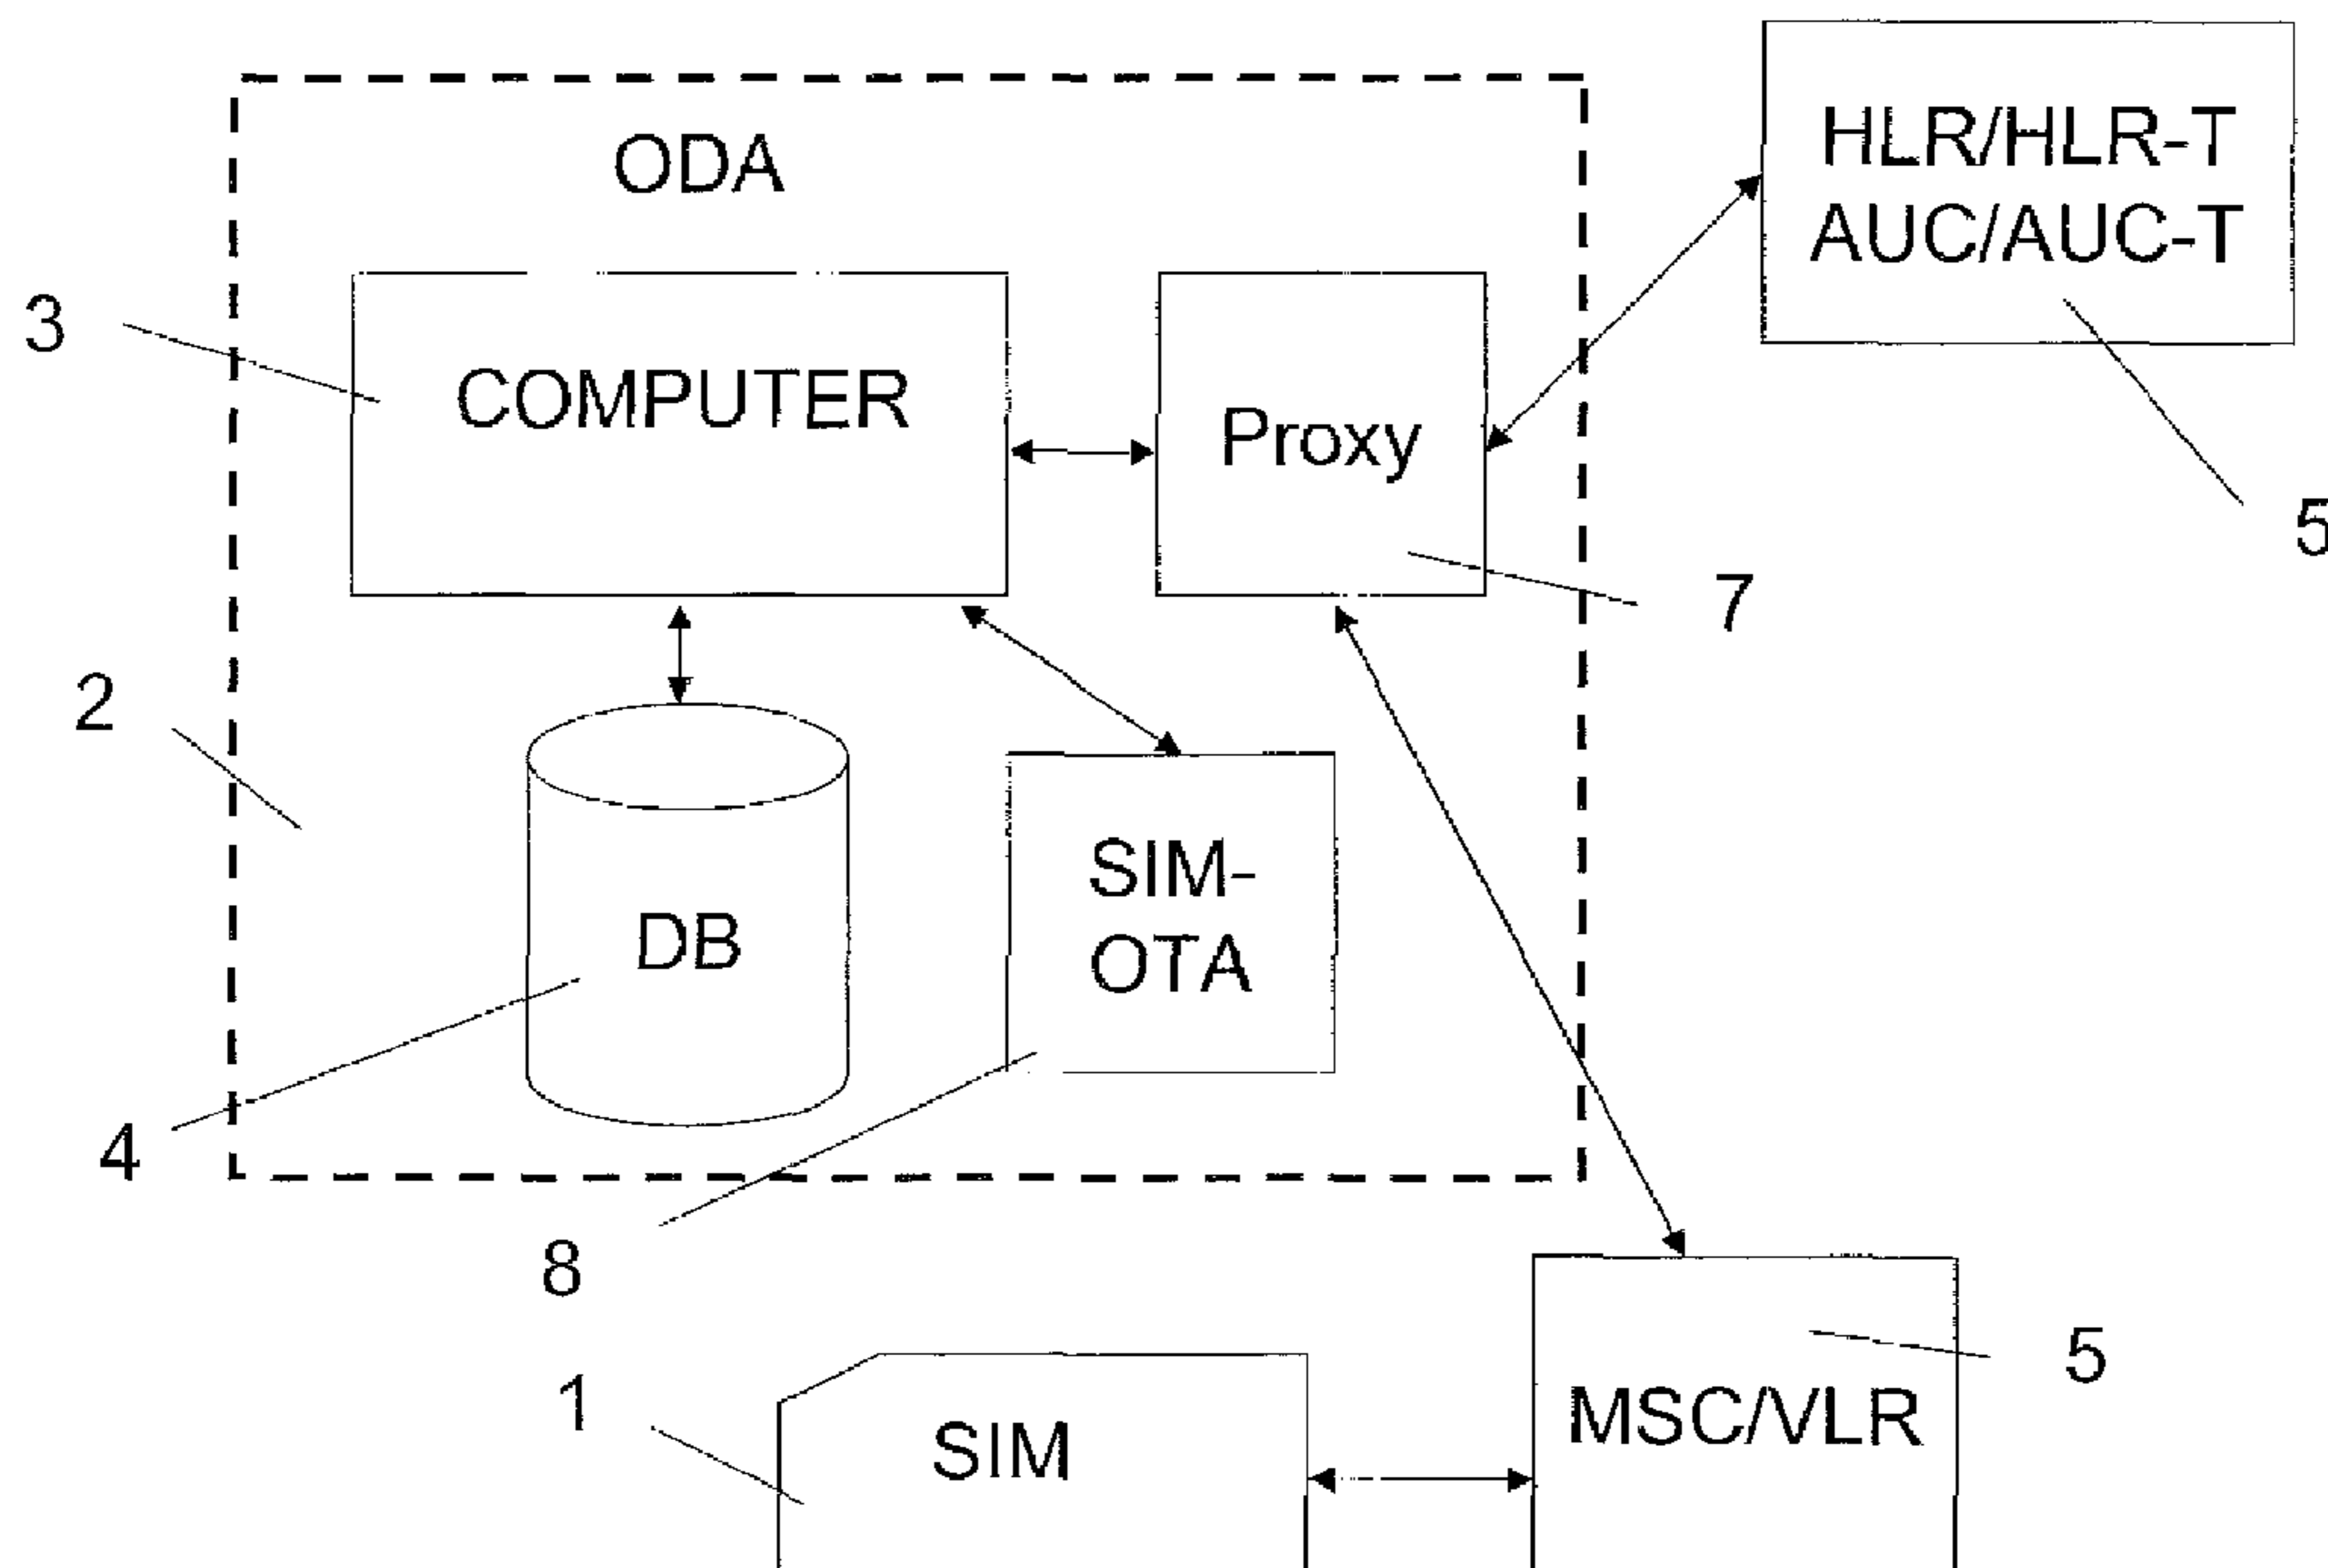 ODA
HLR/HLR-T
AUC/AUC-T
3
COMPUTER
Proxy
5
7
2
SIM-
OTA
DB
4
8
5
1
SIM
MSC/VLR